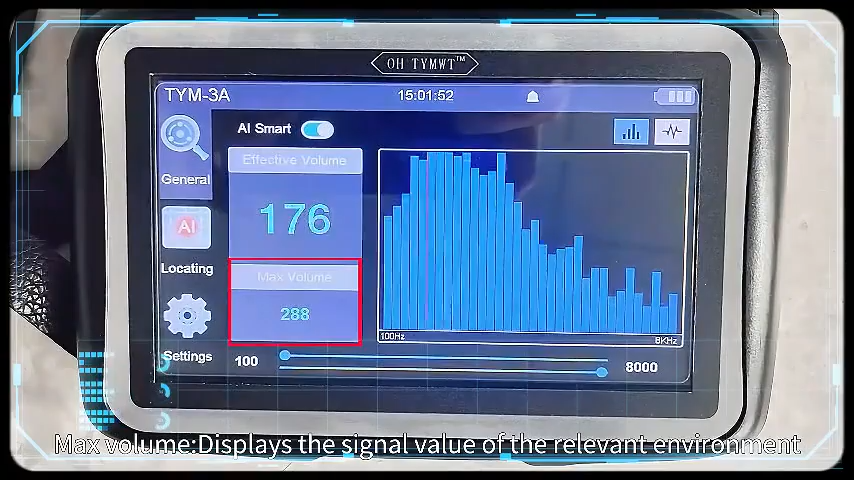 OH TYMWT™
TYM-3A
15:01:52
AI Smart
General
Effective Volume
176
AI
Locating
Max Volume
288
100Hz
8KHz
Settings
100
8000
Max volume:Displays the signal value of the relevant environment